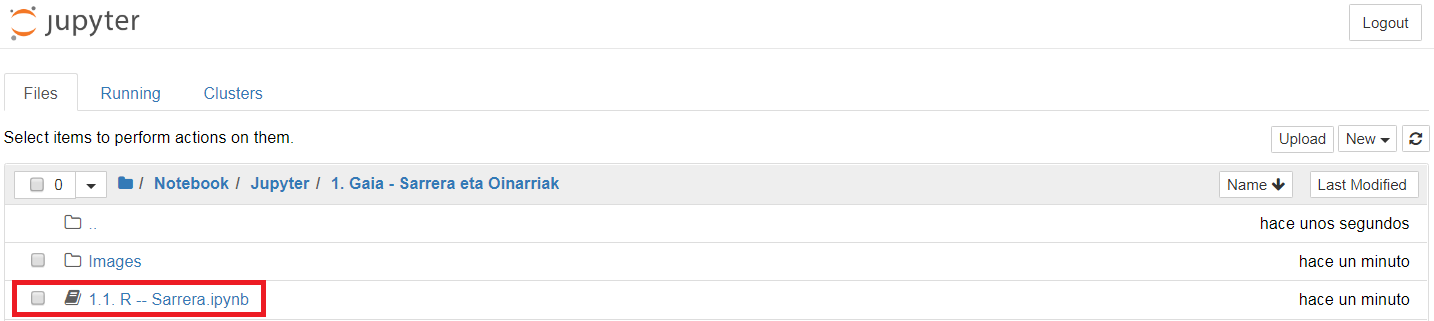 jupyter
Logout
Files Running Clusters
Select items to perform actions on them.
Upload New
0 / Notebook / Jupyter / 1. Gaia - Sarrera eta Oinarriak Name Last Modified
.. hace unos segundos
Images hace un minuto
1.1. R -- Sarrera.ipynb hace un minuto